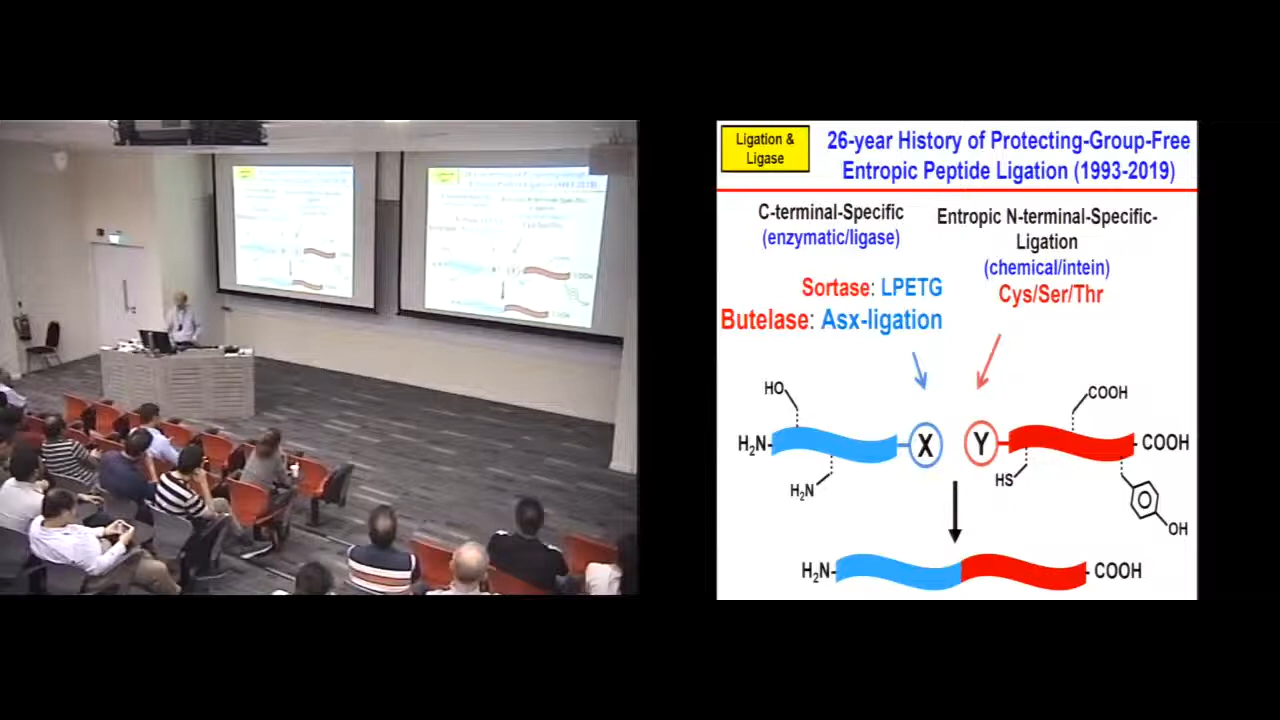 Ligation &
Ligase
26-year History of Protecting-Group-Free
Entropic Peptide Ligation (1993-2019)
C-terminal-Specific
(enzymatic/ligase)
Entropic N-terminal-Specific-
Ligation
(chemical/intein)
Sortase: LPETG
Cys/Ser/Thr
Butelase: Asx-ligation
HO
COOH
H₂N
X
Y
COOH
HS
H₂N
OH
H₂N
COOH